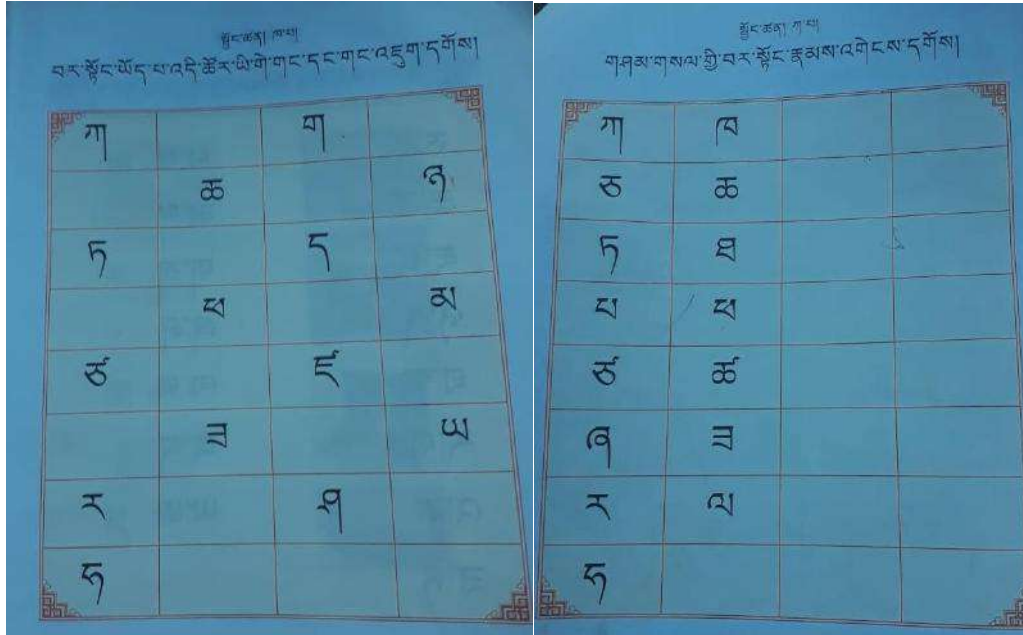 སྦྱོང་ཚན། ཁ་པ།
བར་སྟོང་ཡོད་པ་འདི་ཚོར་ཡི་གེ་གང་དང་གང་འཇུག་དགོས།
ཀ ག
ཆ ཉ
ཏ ད
ཕ མ
ཙ ཛ
ཟ ཡ
ར ཤ
ཧ
སྦྱོང་ཚན། ཀ་པ།
གཤམ་གསལ་གྱི་བར་སྟོང་རྣམས་འགེངས་དགོས།
ཀ ཁ
ཅ ཆ
ཏ ཐ
པ ཕ
ཙ ཚ
ཞ ཟ
ར ལ
ཧ